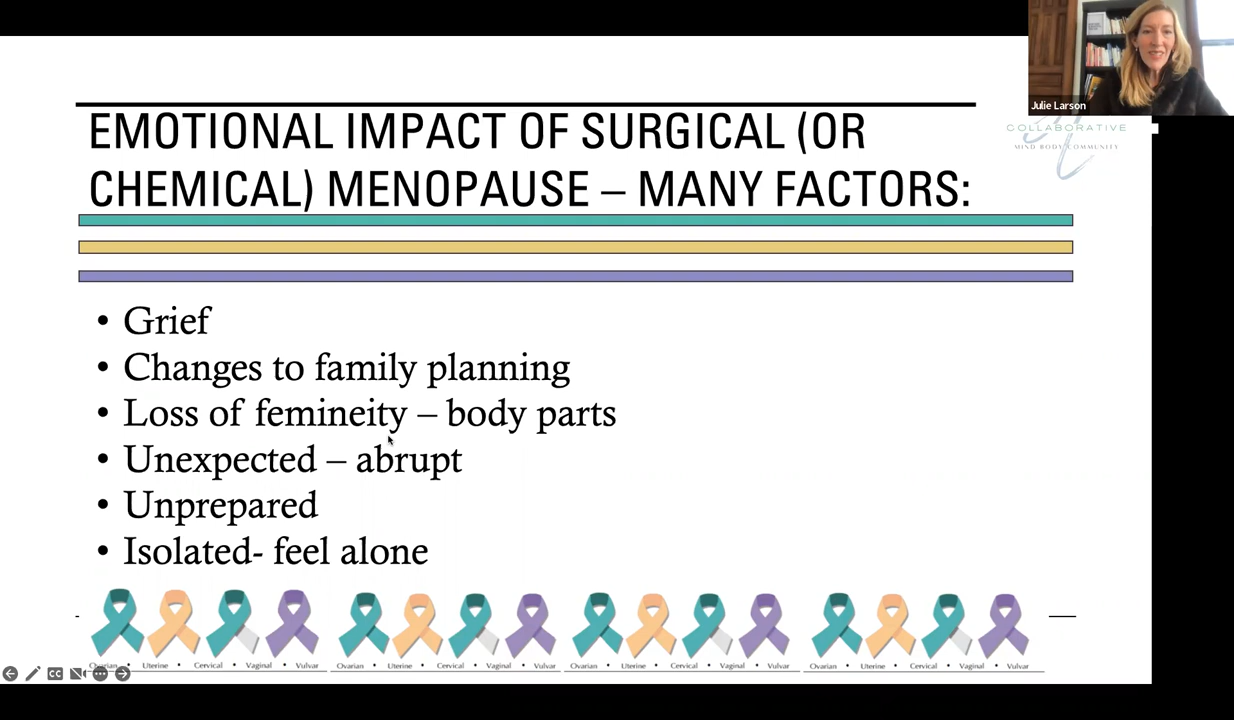 Julie Larson
COLLABORATIVE
MIND BODY COMMUNITY
EMOTIONAL IMPACT OF SURGICAL (OR
CHEMICAL) MENOPAUSE – MANY FACTORS:
• Grief
• Changes to family planning
• Loss of femineity – body parts
• Unexpected – abrupt
• Unprepared
• Isolated- feel alone
Ovarian • Uterine • Cervical • Vaginal • Vulvar
Ovarian • Uterine • Cervical • Vaginal • Vulvar
Ovarian • Uterine • Cervical • Vaginal • Vulvar
Ovarian • Uterine • Cervical • Vaginal • Vulvar
CC